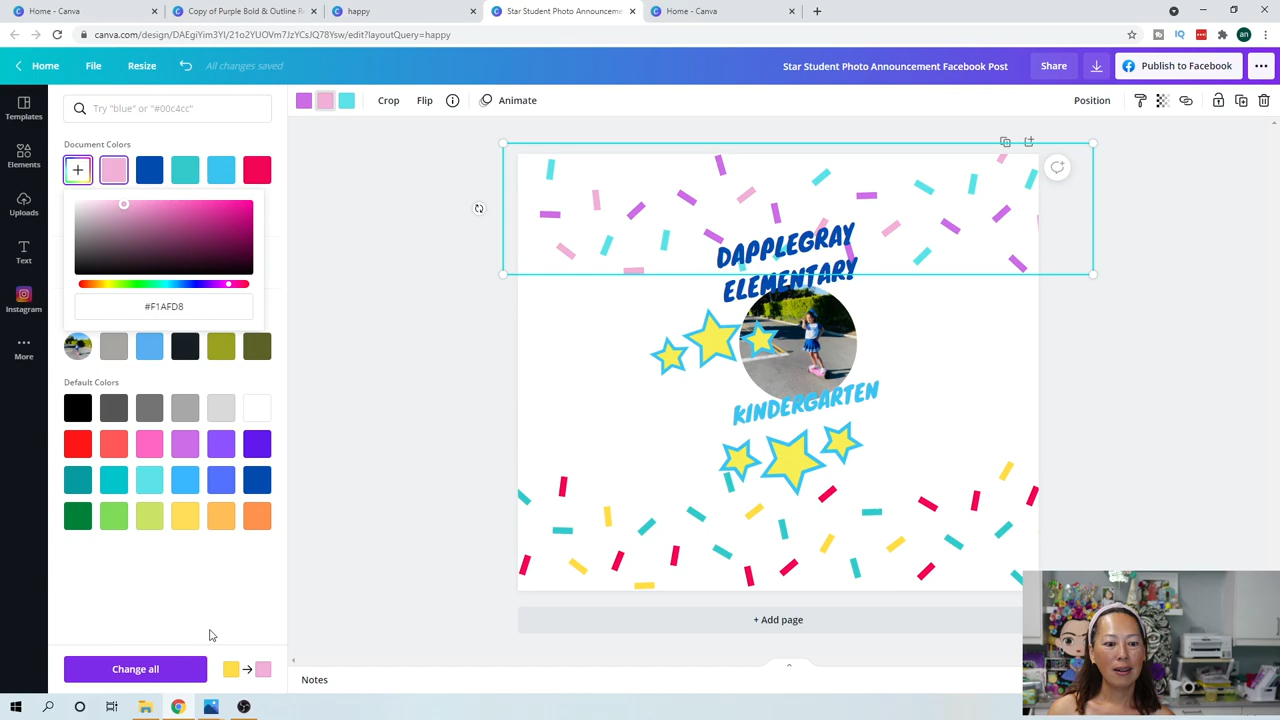 Home - Canva
Copy of Purple Bold & Outline R
happy
Star Student Photo Announceme
Home - Canva
canva.com/design/DAEgiYim3YI/21o2YUOVm7JzYCsJQ78Ysw/edit?layoutQuery=happy
an
Home
File
Resize
All changes saved
Star Student Photo Announcement Facebook Post
Share
Publish to Facebook
Templates
Elements
Uploads
Text
Instagram
More
Try "blue" or "#00c4cc"
Crop
Flip
Animate
Position
Document Colors
#F1AFD8
Default Colors
Change all
DAPPLEGRAY
ELEMENTARY
KINDERGARTEN
+ Add page
Notes